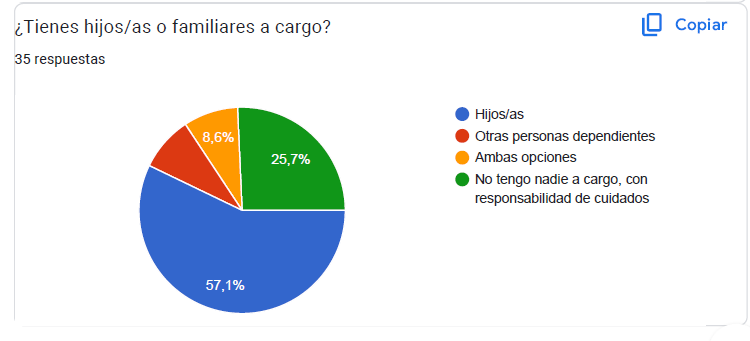 ¿Tienes hijos/as o familiares a cargo?
Copiar
35 respuestas
8,6%
25,7%
57,1%
Hijos/as
Otras personas dependientes
Ambas opciones
No tengo nadie a cargo, con
responsabilidad de cuidados